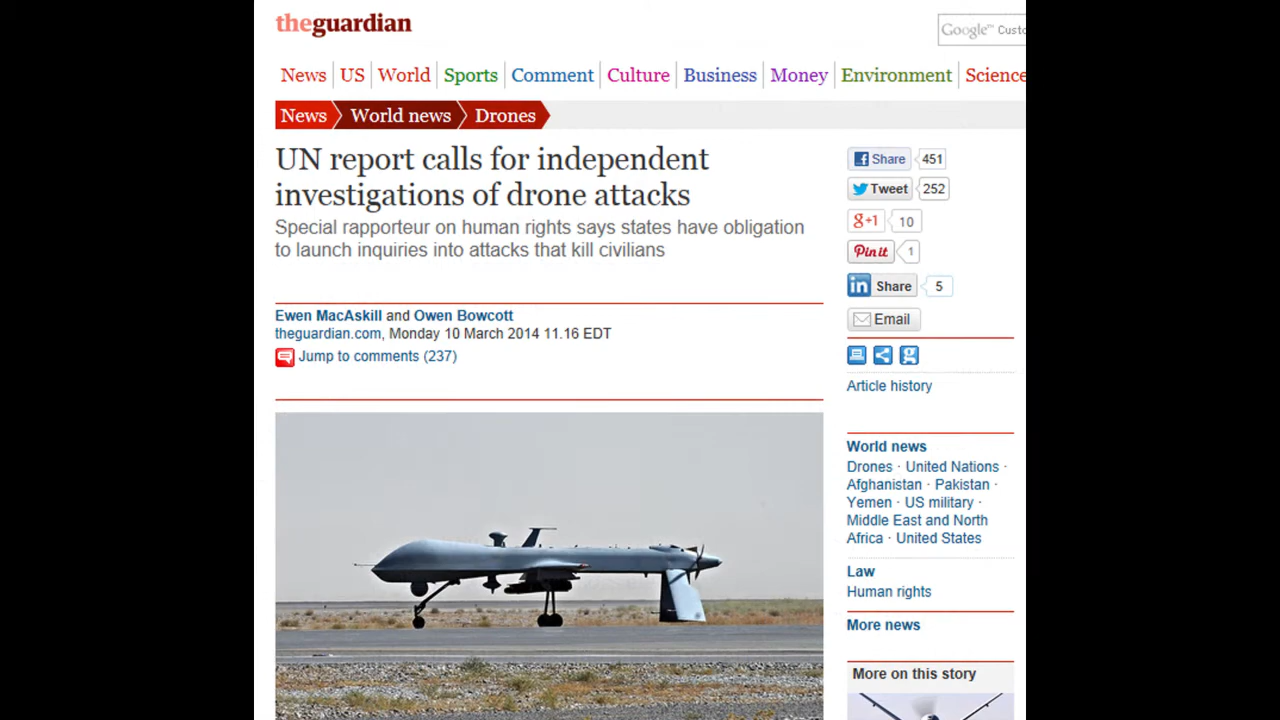 theguardian
Google™ Custo
News US World Sports Comment Culture Business Money Environment Science
News World news Drones
UN report calls for independent
investigations of drone attacks
Special rapporteur on human rights says states have obligation
to launch inquiries into attacks that kill civilians
Ewen MacAskill and Owen Bowcott
theguardian.com, Monday 10 March 2014 11.16 EDT
Jump to comments (237)
Share 451
Tweet 252
g+1 10
Pin it 1
in Share 5
Email
Article history
World news
Drones · United Nations ·
Afghanistan · Pakistan ·
Yemen · US military ·
Middle East and North
Africa · United States
Law
Human rights
More news
More on this story